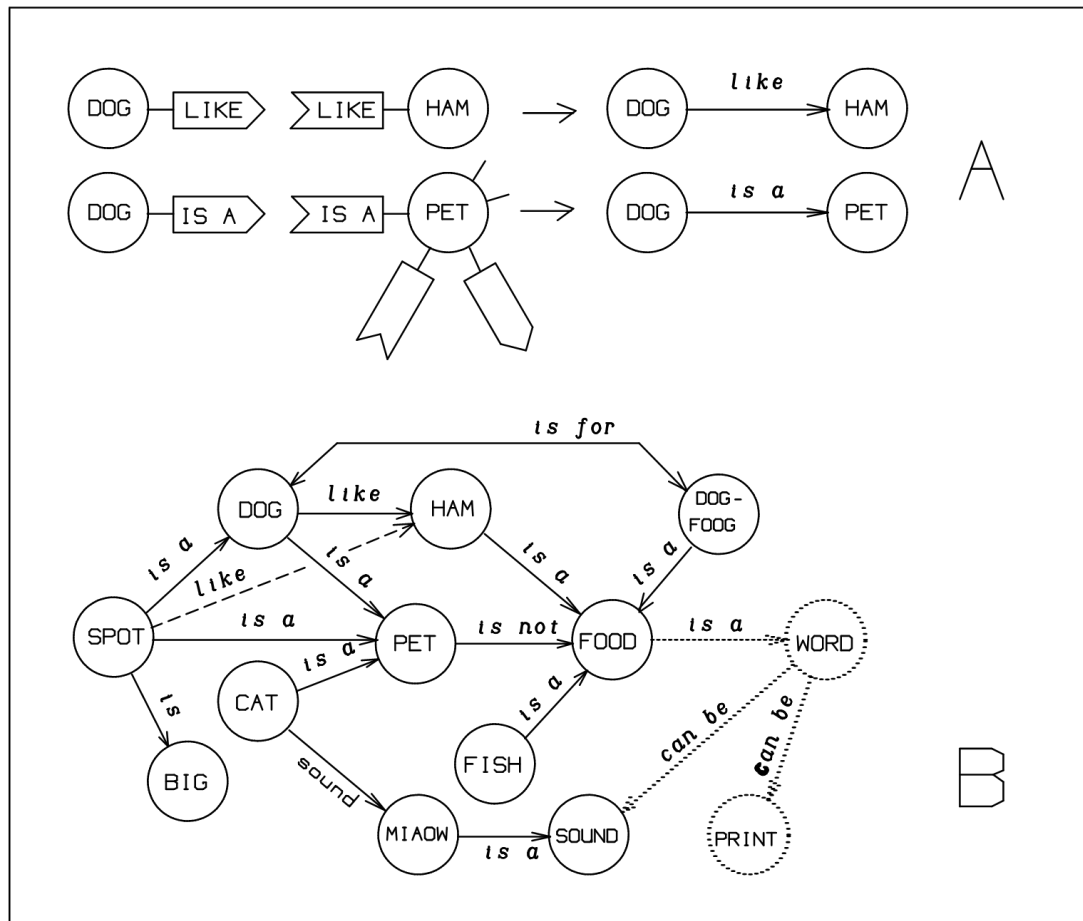 like
DOG LIKE LIKE HAM DOG HAM
A
is a
DOG IS A IS A PET DOG PET
is for
DOG like HAM DOG-
FOOG
is a like is a is a is a
SPOT is a PET is not FOOD is a WORD
is a
CAT is a can be can be
is
BIG sound FISH
B
MIAOW is a SOUND PRINT